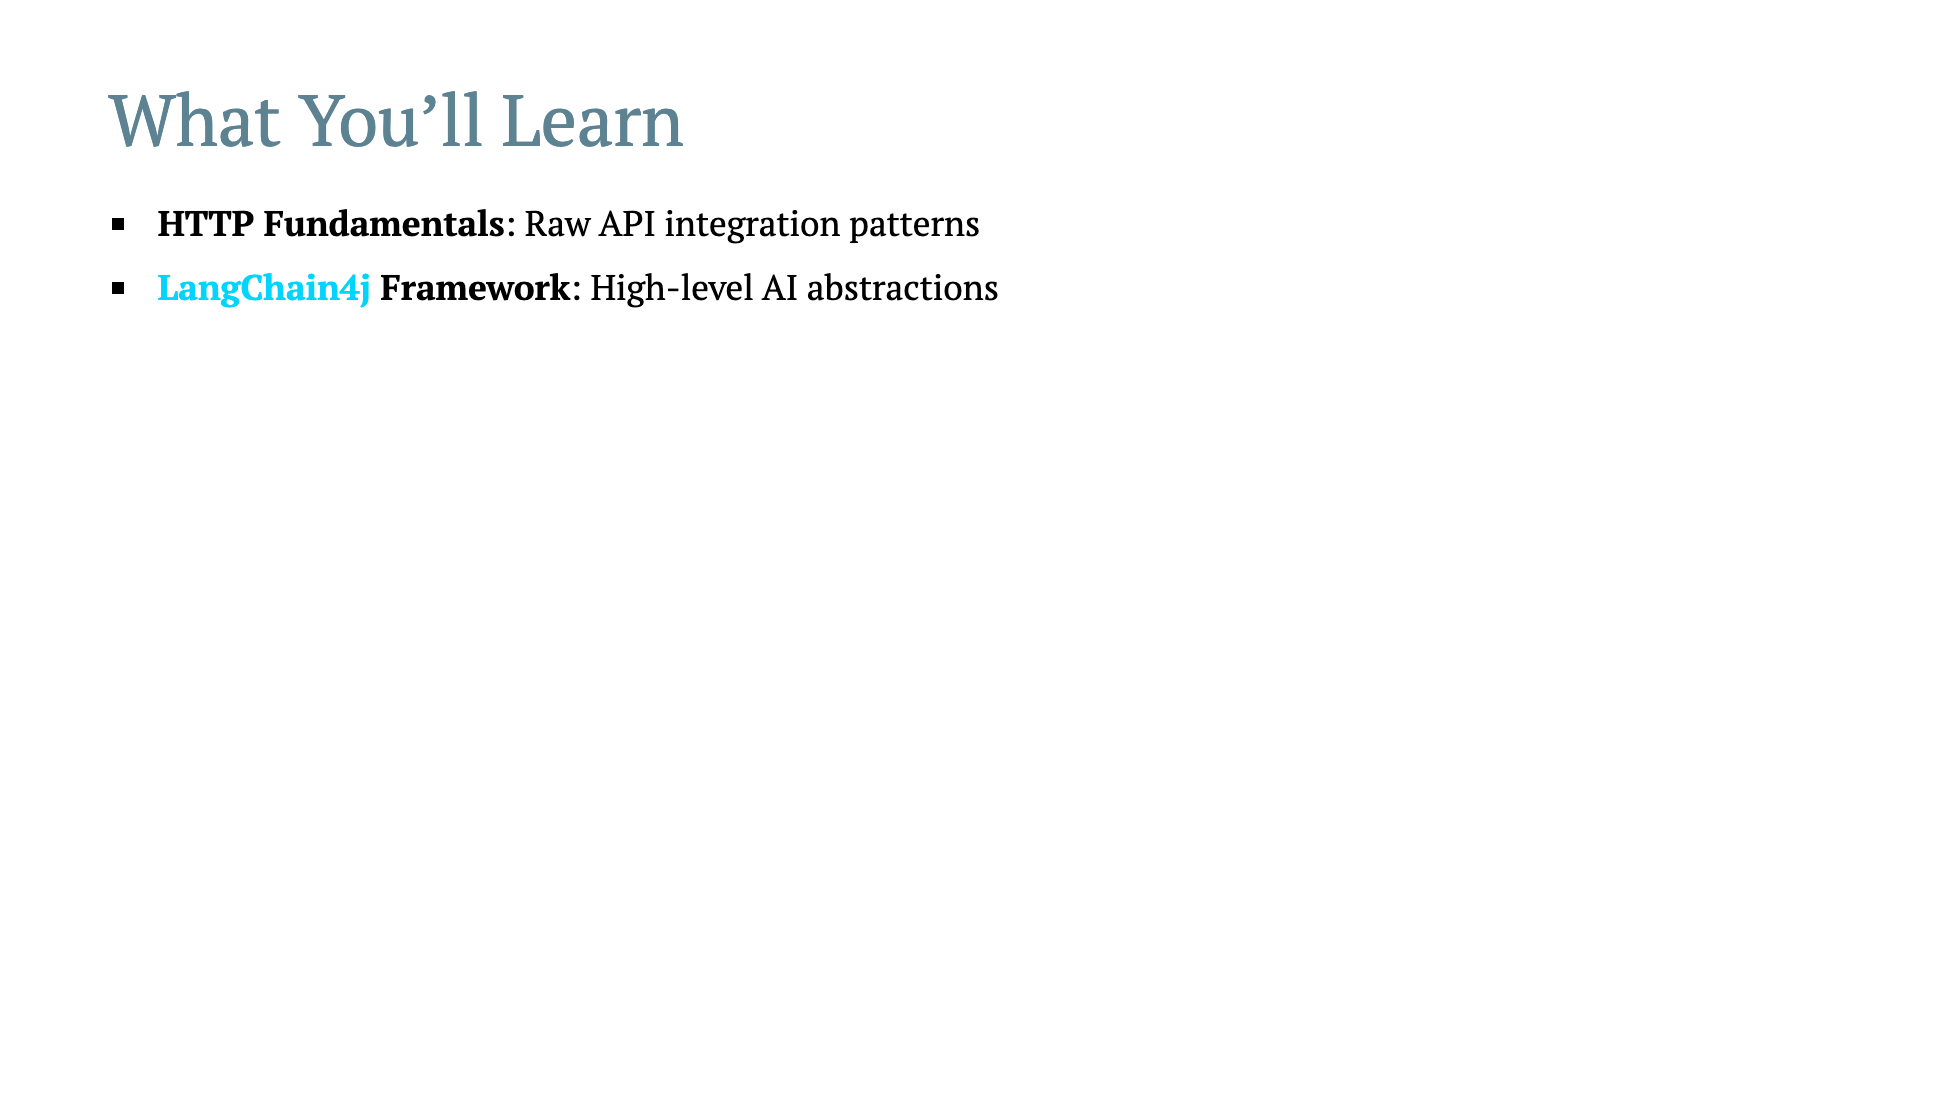 What You’ll Learn
▪ HTTP Fundamentals: Raw API integration patterns
▪ LangChain4j Framework: High-level AI abstractions